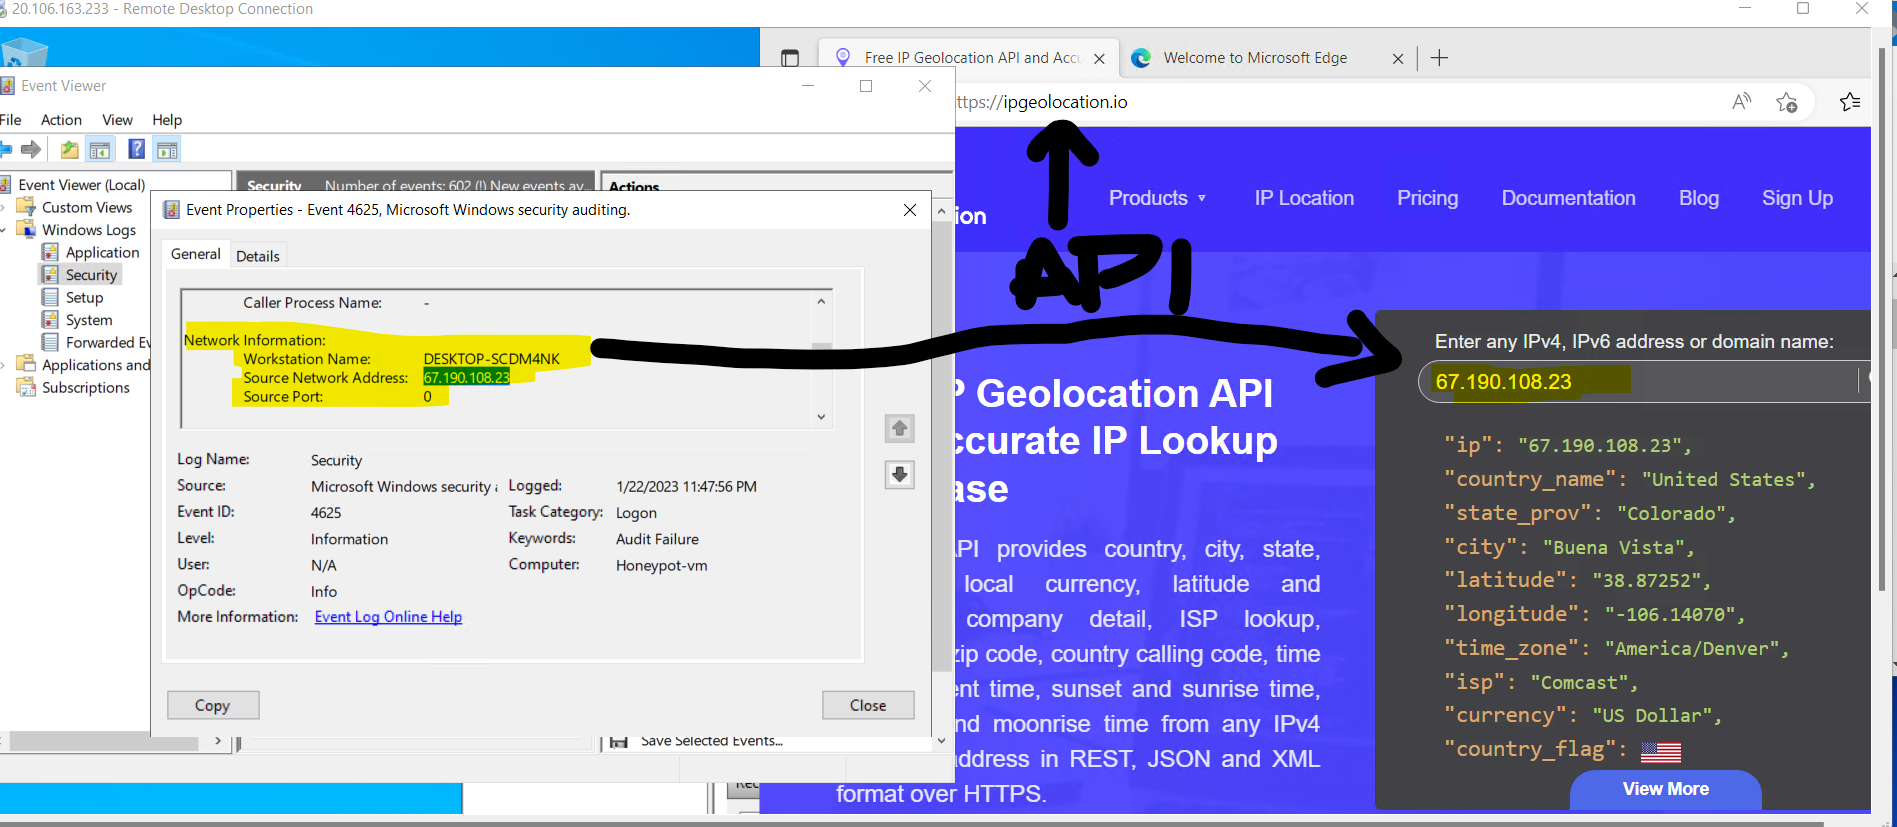 20.106.163.233 - Remote Desktop Connection
Free IP Geolocation API and Accu
Welcome to Microsoft Edge
ttps://ipgeolocation.io
Event Viewer
File Action View Help
Event Viewer (Local)
Custom Views
Windows Logs
Application
Security
Setup
System
Forwarded Ev
Applications and
Subscriptions
Security Number of events: 602 (!) New events av...
Actions
Event Properties - Event 4625, Microsoft Windows security auditing.
General
Details
Caller Process Name: -
Network Information:
Workstation Name: DESKTOP-SCDM4NK
Source Network Address: 67.190.108.23
Source Port: 0
Log Name: Security
Source: Microsoft Windows security a Logged: 1/22/2023 11:47:56 PM
Event ID: 4625 Task Category: Logon
Level: Information Keywords: Audit Failure
User: N/A Computer: Honeypot-vm
OpCode: Info
More Information: Event Log Online Help
Copy
Close
Save Selected Events...
Rec
ion
Products IP Location Pricing Documentation Blog Sign Up
API
P Geolocation API
ccurate IP Lookup
ase
API provides country, city, state,
local currency, latitude and
company detail, ISP lookup,
zip code, country calling code, time
ent time, sunset and sunrise time,
nd moonrise time from any IPv4
address in REST, JSON and XML
format over HTTPS.
Enter any IPv4, IPv6 address or domain name:
67.190.108.23
"ip": "67.190.108.23",
"country_name": "United States",
"state_prov": "Colorado",
"city": "Buena Vista",
"latitude": "38.87252",
"longitude": "-106.14070",
"time_zone": "America/Denver",
"isp": "Comcast",
"currency": "US Dollar",
"country_flag":
View More